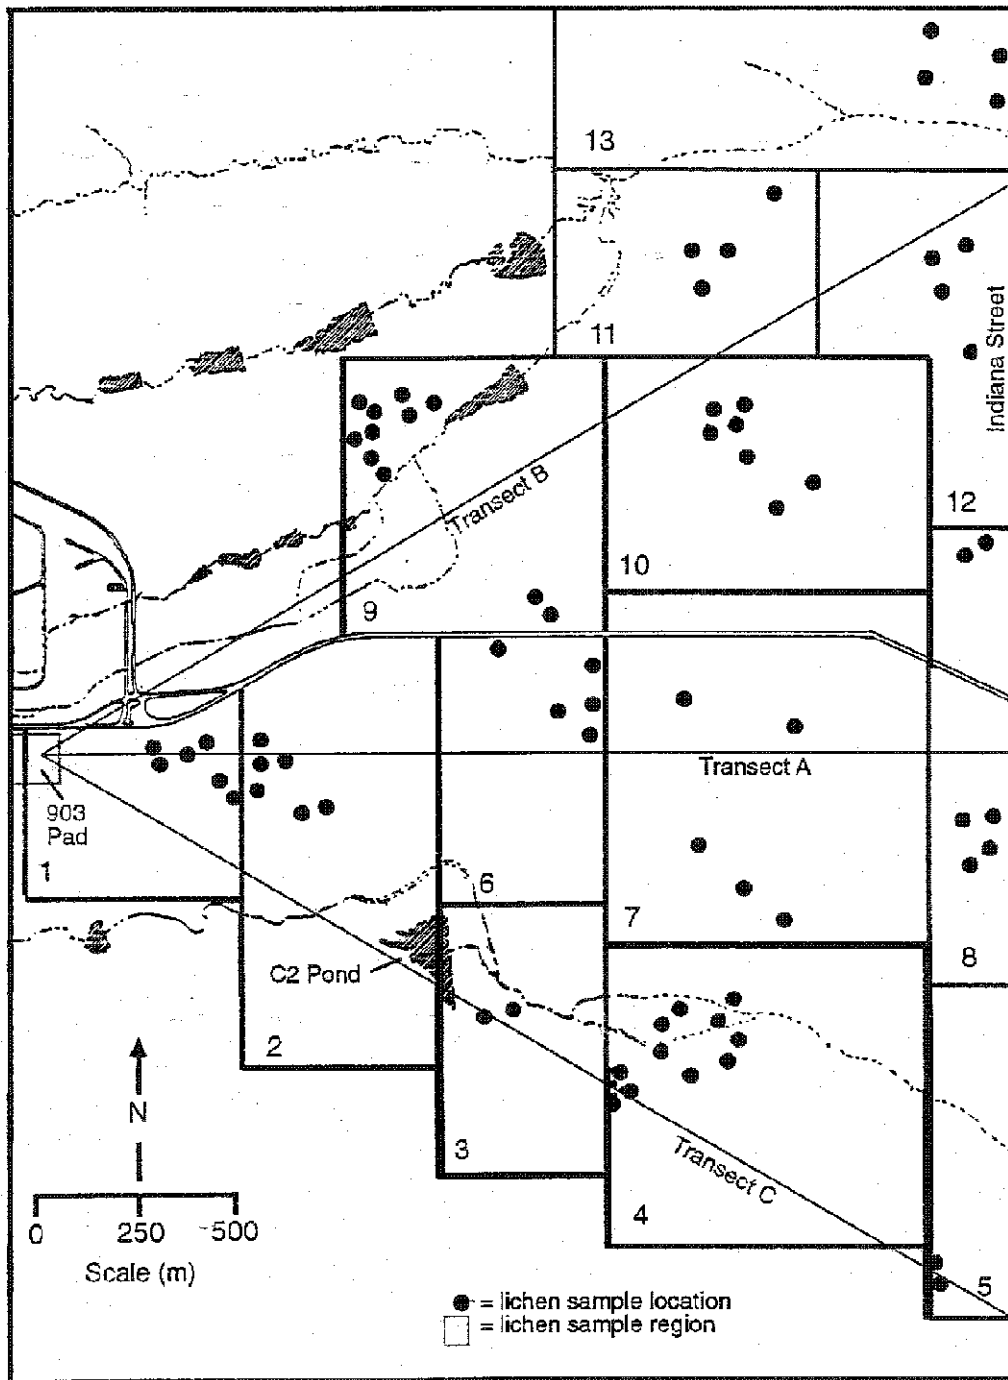 13
11
Indiana Street
12
Transect B
10
9
Transect A
903
Pad
1
6
7
8
C2 Pond
2
N
3
Transect C
4
5
0 250 500
Scale (m)
= lichen sample location
= lichen sample region